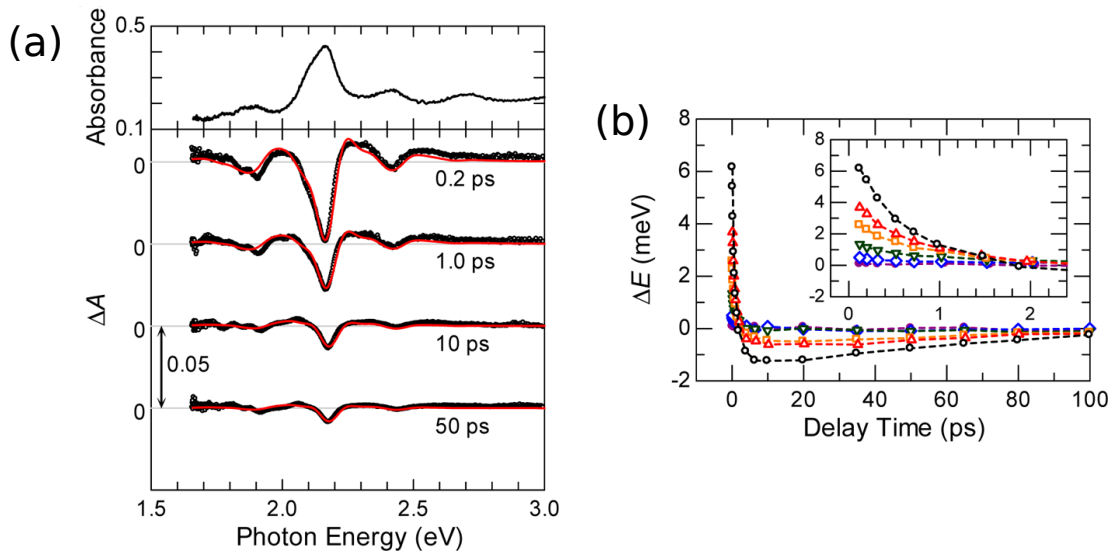 (a)
Absorbance
0.5
0.1
ΔA
0
0.2 ps
0
1.0 ps
0
10 ps
0.05
0
50 ps
1.5 2.0 2.5 3.0
Photon Energy (eV)
(b)
ΔE (meV)
8
6
4
2
0
-2
0 20 40 60 80 100
Delay Time (ps)
8
6
4
2
0
-2
0 1 2